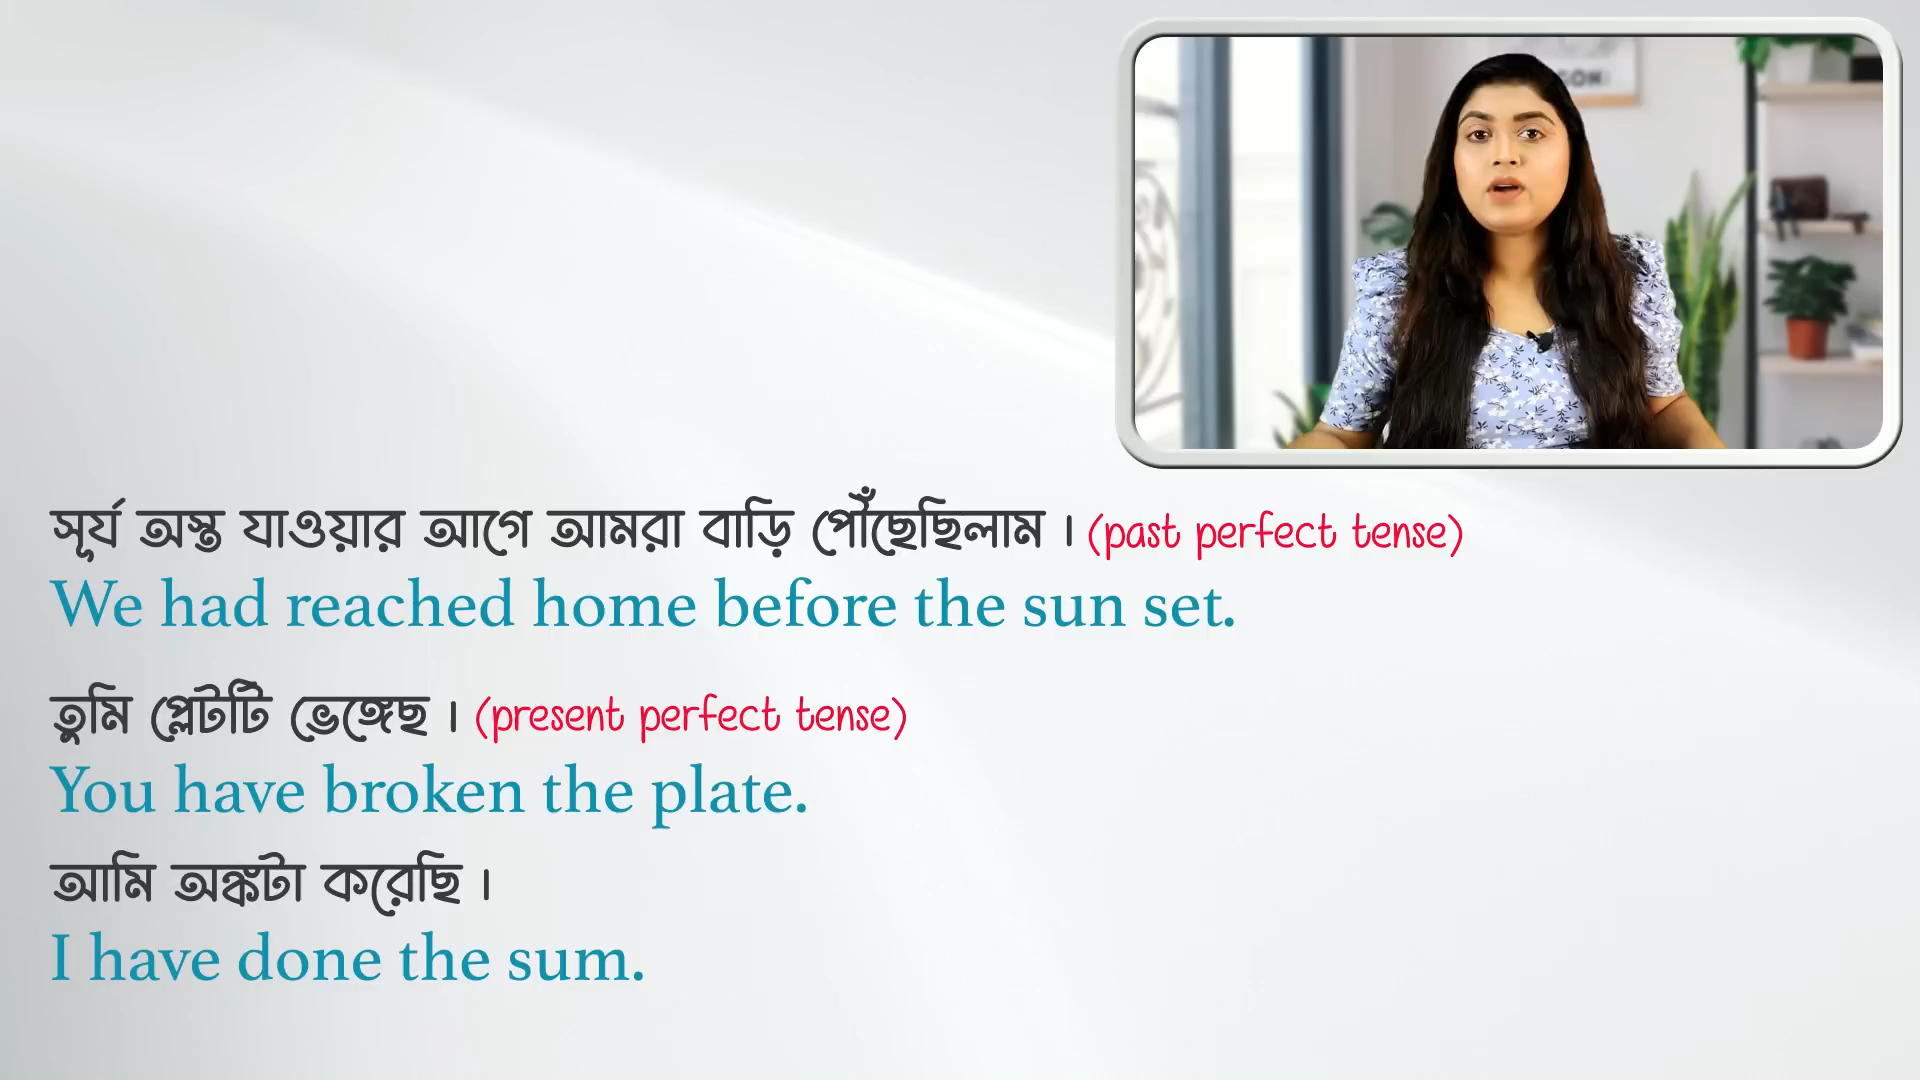 সূর্য অস্ত যাওয়ার আগে আমরা বাড়ি পৌঁছেছিলাম । (past perfect tense)
We had reached home before the sun set.
তুমি প্লেটটি ভেঙ্গেছ । (present perfect tense)
You have broken the plate.
আমি অঙ্কটা করেছি ।
I have done the sum.